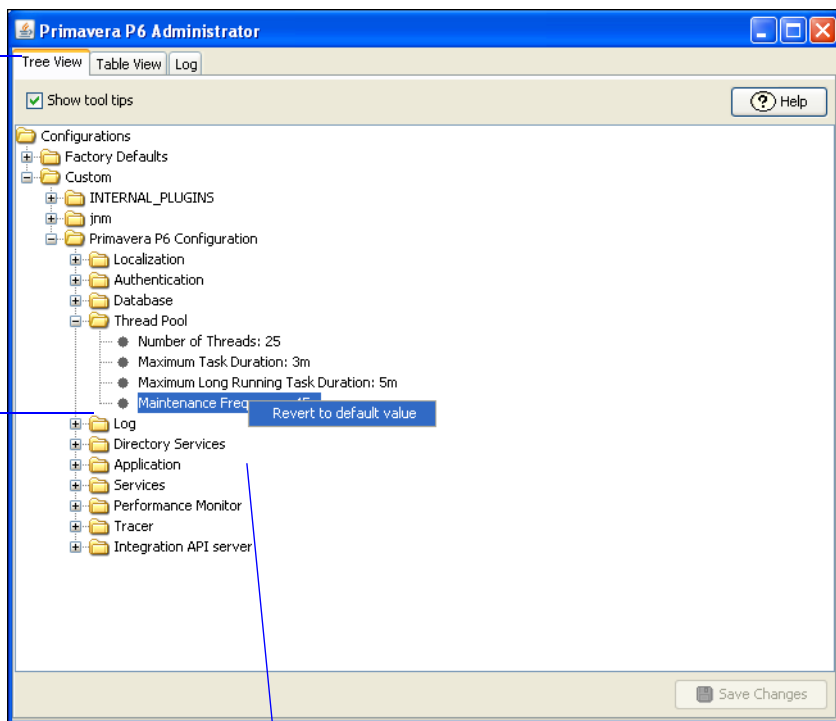 Primavera P6 Administrator
Tree View Table View Log
Show tool tips
Help
Configurations
Factory Defaults
Custom
INTERNAL_PLUGINS
jnm
Primavera P6 Configuration
Localization
Authentication
Database
Thread Pool
Number of Threads: 25
Maximum Task Duration: 3m
Maximum Long Running Task Duration: 5m
Maintenance
Revert to default value
Log
Directory Services
Application
Services
Performance Monitor
Tracer
Integration API server
Save Changes